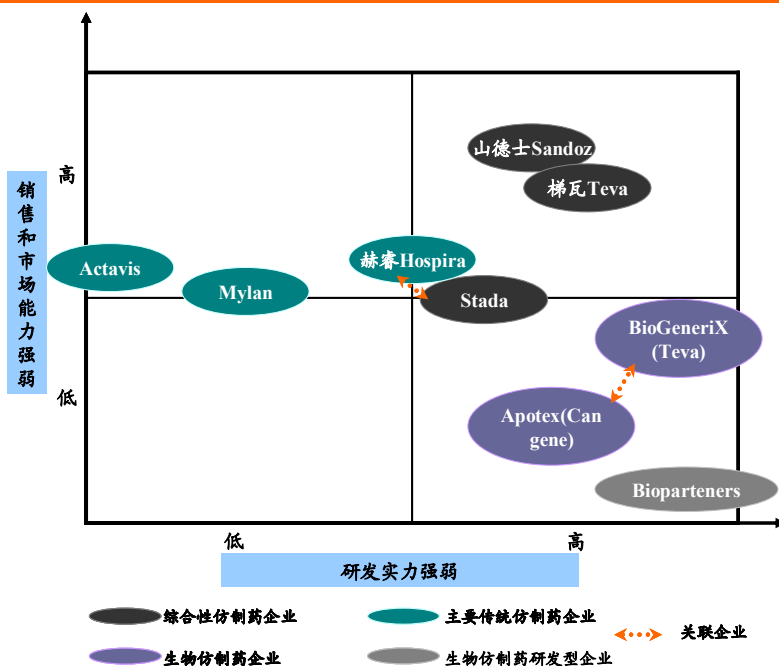 山德士Sandoz
梯瓦Teva
高
销售和市场能力强弱
赫睿Hospira
Actavis
Mylan
Stada
BioGeneriX
(Teva)
低
Apotex(Can
gene)
Bioparteners
低
高
研发实力强弱
综合性仿制药企业
主要传统仿制药企业
关联企业
生物仿制药企业
生物仿制药研发型企业